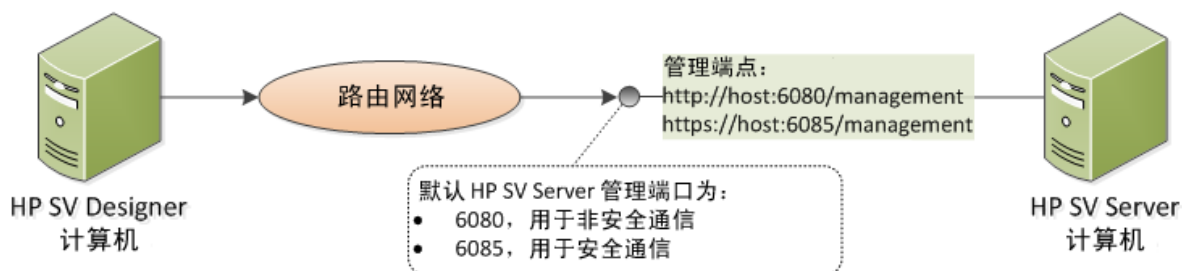 路由网络
管理端点：
http://host:6080/management
https://host:6085/management
默认 HP SV Server 管理端口为：
• 6080，用于非安全通信
• 6085，用于安全通信
HP SV Designer
计算机
HP SV Server
计算机